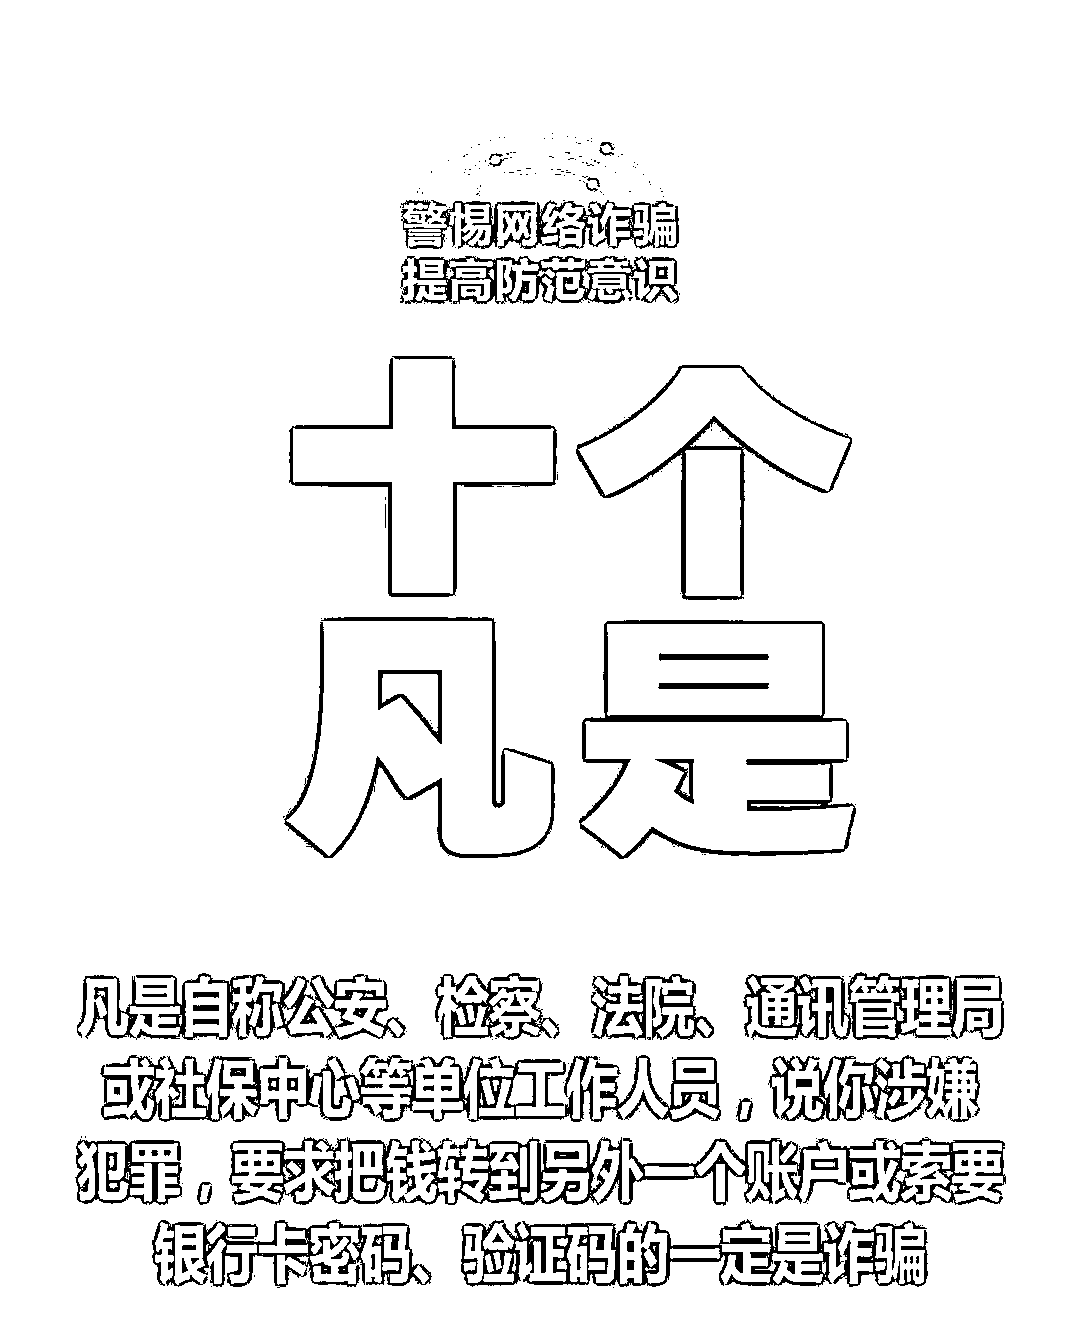 警惕网络诈骗
提高防范意识
十个
凡是
凡是自称公安、检察、法院、通讯管理局
或社保中心等单位工作人员，说你涉嫌
犯罪，要求把钱转到另外一个账户或索要
银行卡密码、验证码的一定是诈骗